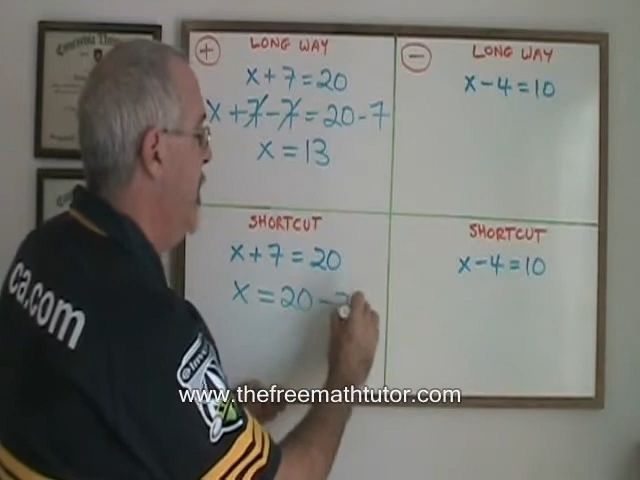 + LONG WAY
x + 7 = 20
x + 7 - 7 = 20 - 7
x = 13
- LONG WAY
x - 4 = 10
SHORTCUT
x + 7 = 20
x = 20 - 7
SHORTCUT
x - 4 = 10
ca.com
www.thefreemathtutor.com